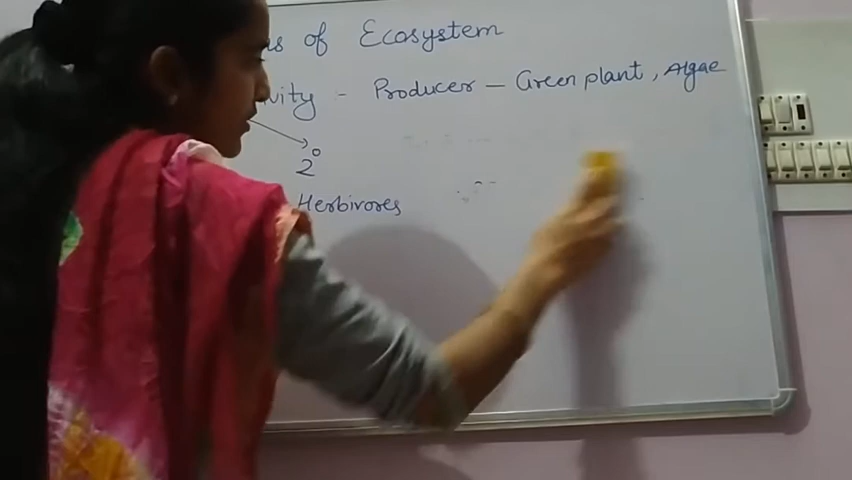 of Ecosystem
- Producer - Green plant, Algae
2°
Herbivores